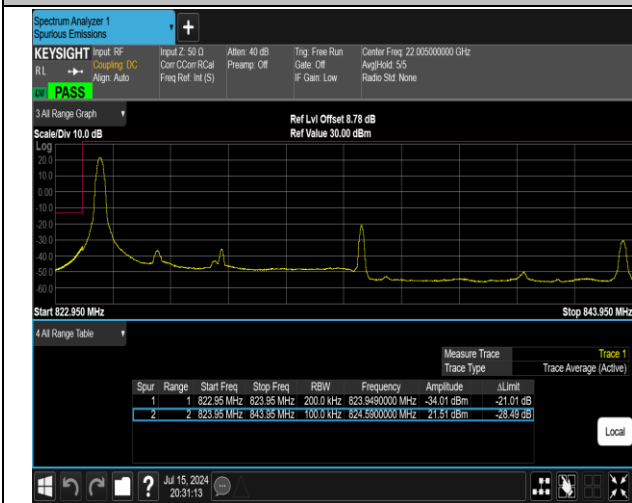 Spectrum Analyzer 1
Spurious Emissions
+
KEYSIGHT Input: RF Input Z: 50 Ω Atten: 40 dB Trig: Free Run Center Freq: 22.005000000 GHz
Coupling: DC Corr CCorr RCal Preamp: Off Gate: Off Avg|Hold: 5/5
RL Align: Auto Freq Ref: Int (S) IF Gain: Low Radio Std: None
PASS
3 All Range Graph
Ref Lvl Offset 8.78 dB
Scale/Div 10.0 dB Ref Value 30.00 dBm
Log
20.0
10.0
0.00
-10.0
-20.0
-30.0
-40.0
-50.0
-60.0
Start 822.950 MHz Stop 843.950 MHz
4 All Range Table
Measure Trace Trace 1
Trace Type Trace Average (Active)
Spur Range Start Freq Stop Freq RBW Frequency Amplitude ΔLimit
1 1 822.95 MHz 823.95 MHz 200.0 kHz 823.9490000 MHz -34.01 dBm -21.01 dB
2 2 823.95 MHz 843.95 MHz 100.0 kHz 824.5900000 MHz 21.51 dBm -28.49 dB
Local
? Jul 15, 2024
20:31:13